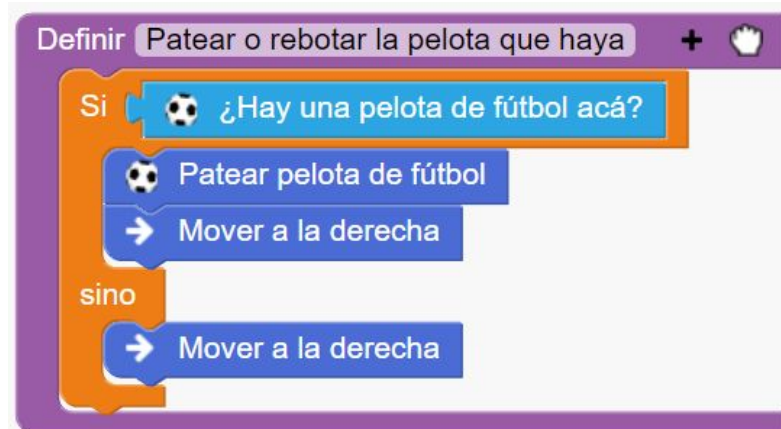 Definir Patear o rebotar la pelota que haya
Si ¿Hay una pelota de fútbol acá?
Patear pelota de fútbol
Mover a la derecha
sino
Mover a la derecha